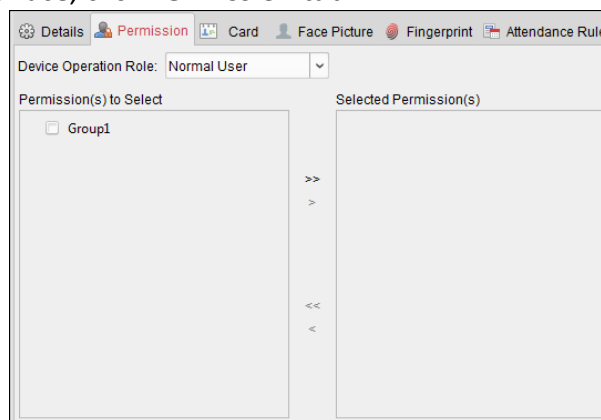 Details Permission Card Face Picture Fingerprint Attendance Rule
Device Operation Role: Normal User
Permission(s) to Select Selected Permission(s)
Group1
>>
>
<<
<